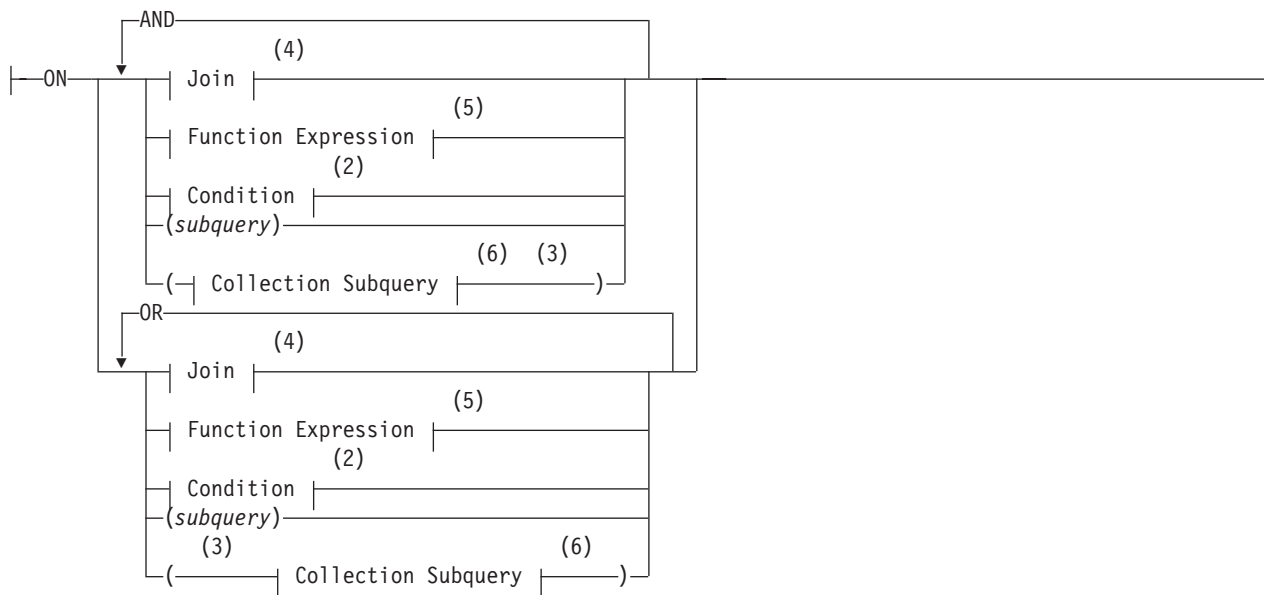 AND
(4)
ON Join
(5)
Function Expression
(2)
Condition
(subquery)
(6) (3)
( Collection Subquery )
OR
(4)
Join
(5)
Function Expression
(2)
Condition
(subquery)
(3) (6)
( Collection Subquery )